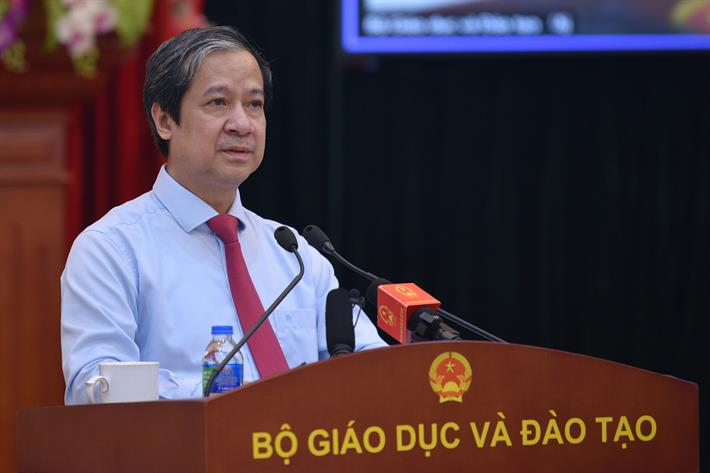 BỘ GIÁO DỤC VÀ ĐÀO TẠO